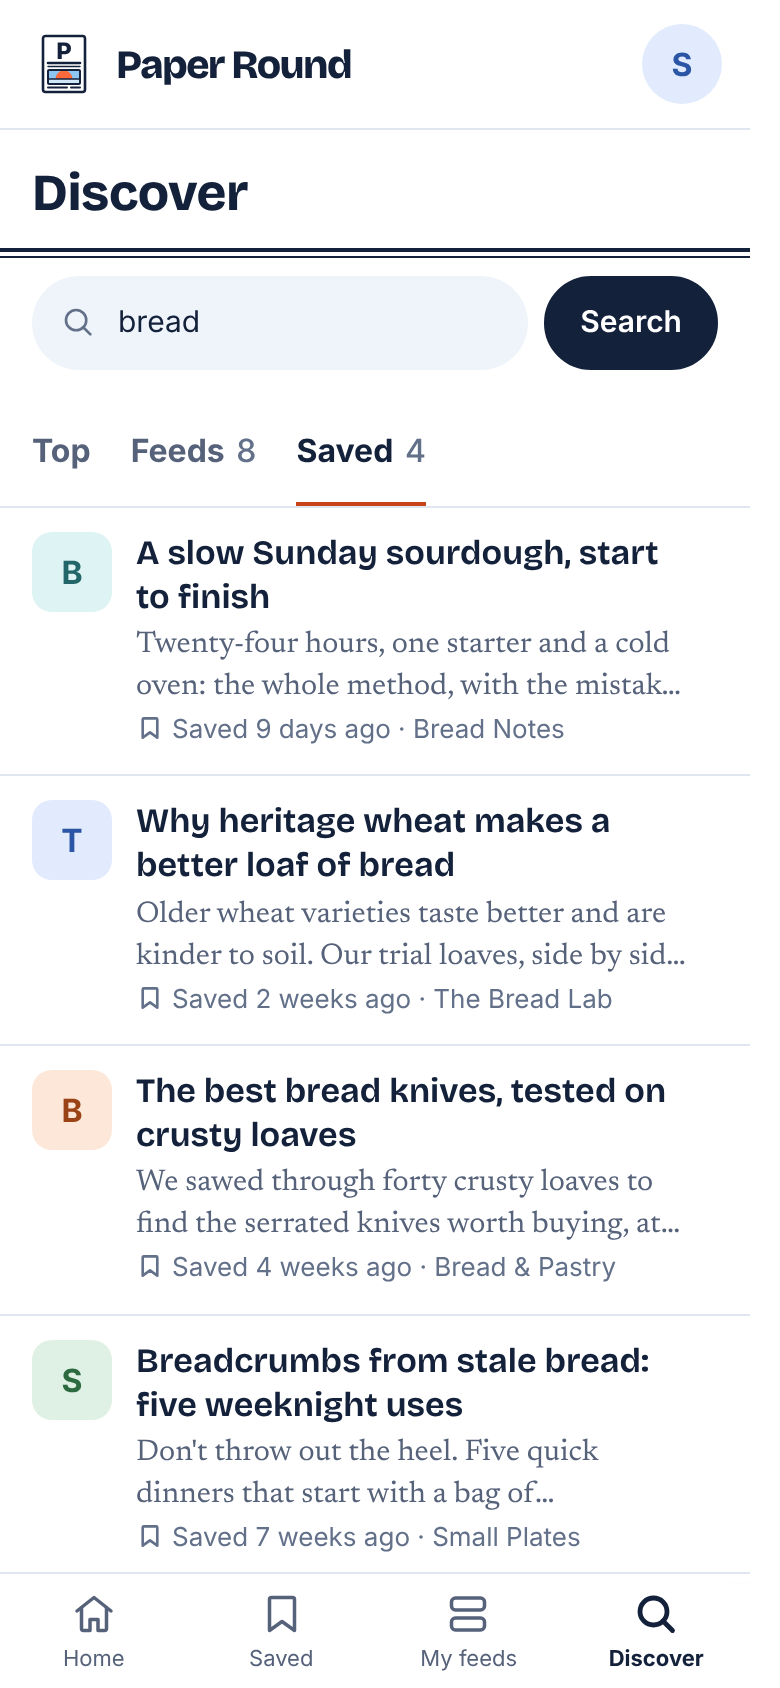 P
Paper Round
S
Discover
bread
Search
Top
Feeds 8
Saved 4
B
A slow Sunday sourdough, start
to finish
Twenty-four hours, one starter and a cold
oven: the whole method, with the mistak...
Saved 9 days ago · Bread Notes
T
Why heritage wheat makes a
better loaf of bread
Older wheat varieties taste better and are
kinder to soil. Our trial loaves, side by sid...
Saved 2 weeks ago · The Bread Lab
B
The best bread knives, tested on
crusty loaves
We sawed through forty crusty loaves to
find the serrated knives worth buying, at...
Saved 4 weeks ago · Bread & Pastry
S
Breadcrumbs from stale bread:
five weeknight uses
Don't throw out the heel. Five quick
dinners that start with a bag of...
Saved 7 weeks ago · Small Plates
Home
Saved
My feeds
Discover